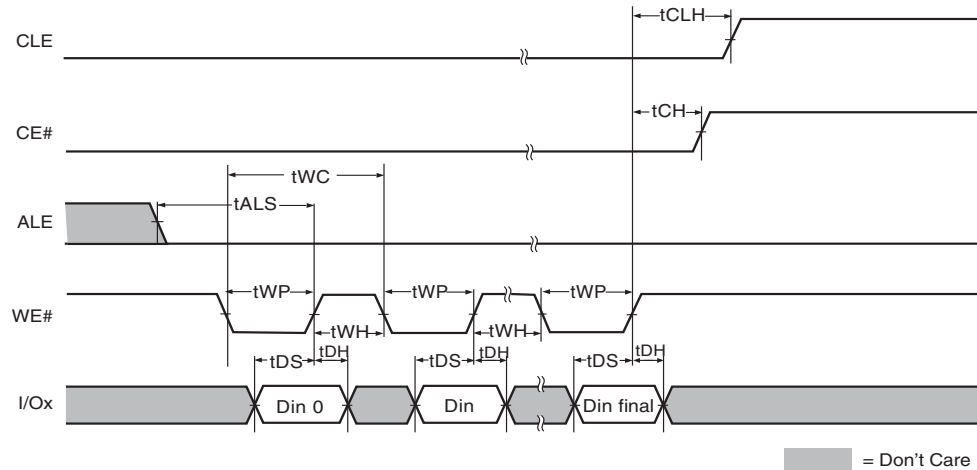 tCLH
CLE
tCH
CE#
tWC
tALS
ALE
tWP tWP tWP
WE#
tWH tWH
tDS tDH tDS tDH tDS tDH
I/Ox Din 0 Din Din final
= Don't Care